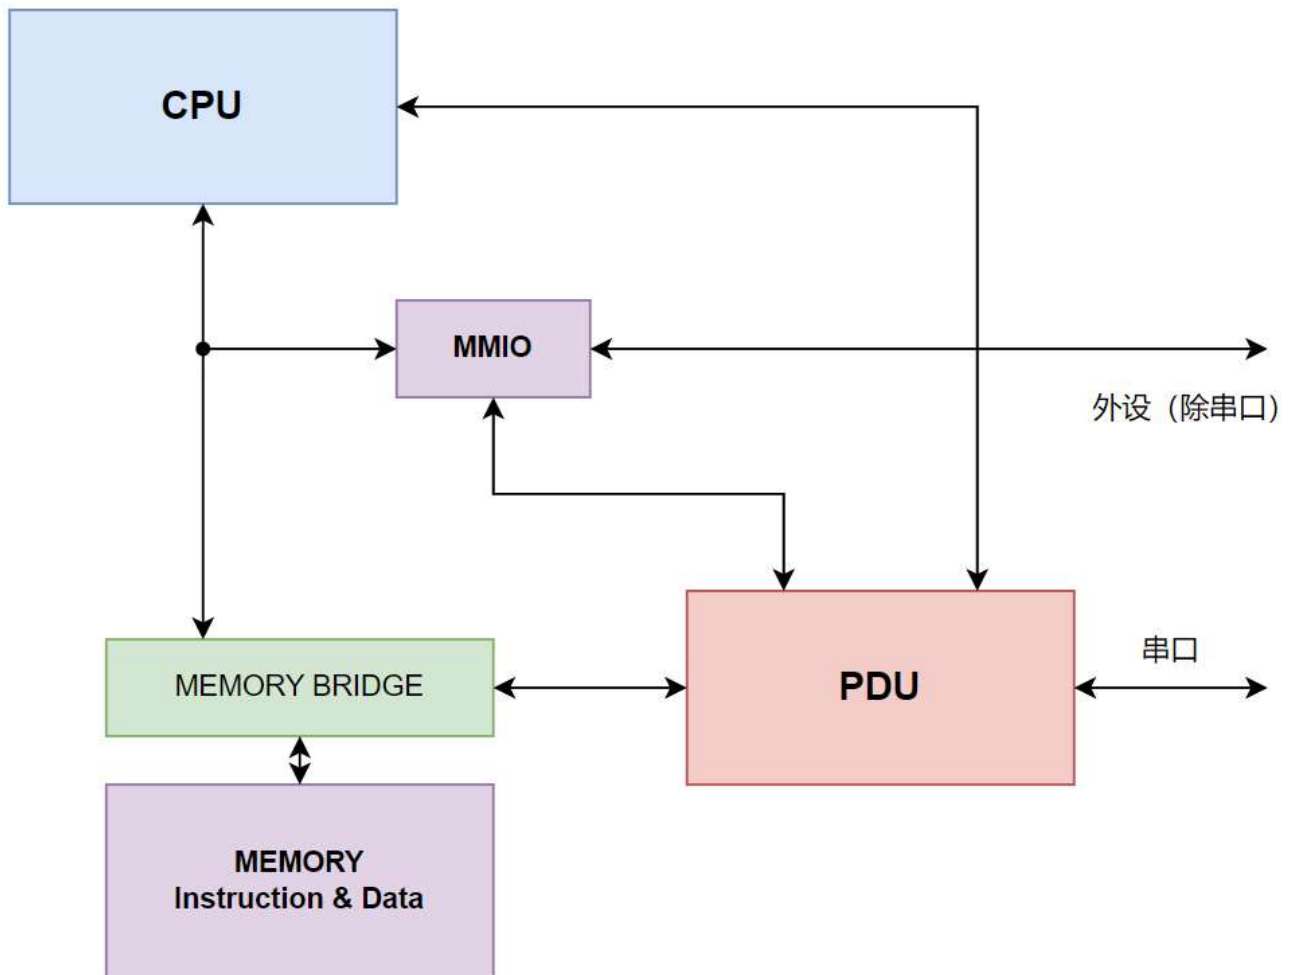 CPU
MMIO
外设（除串口）
串口
MEMORY BRIDGE
PDU
MEMORY
Instruction & Data